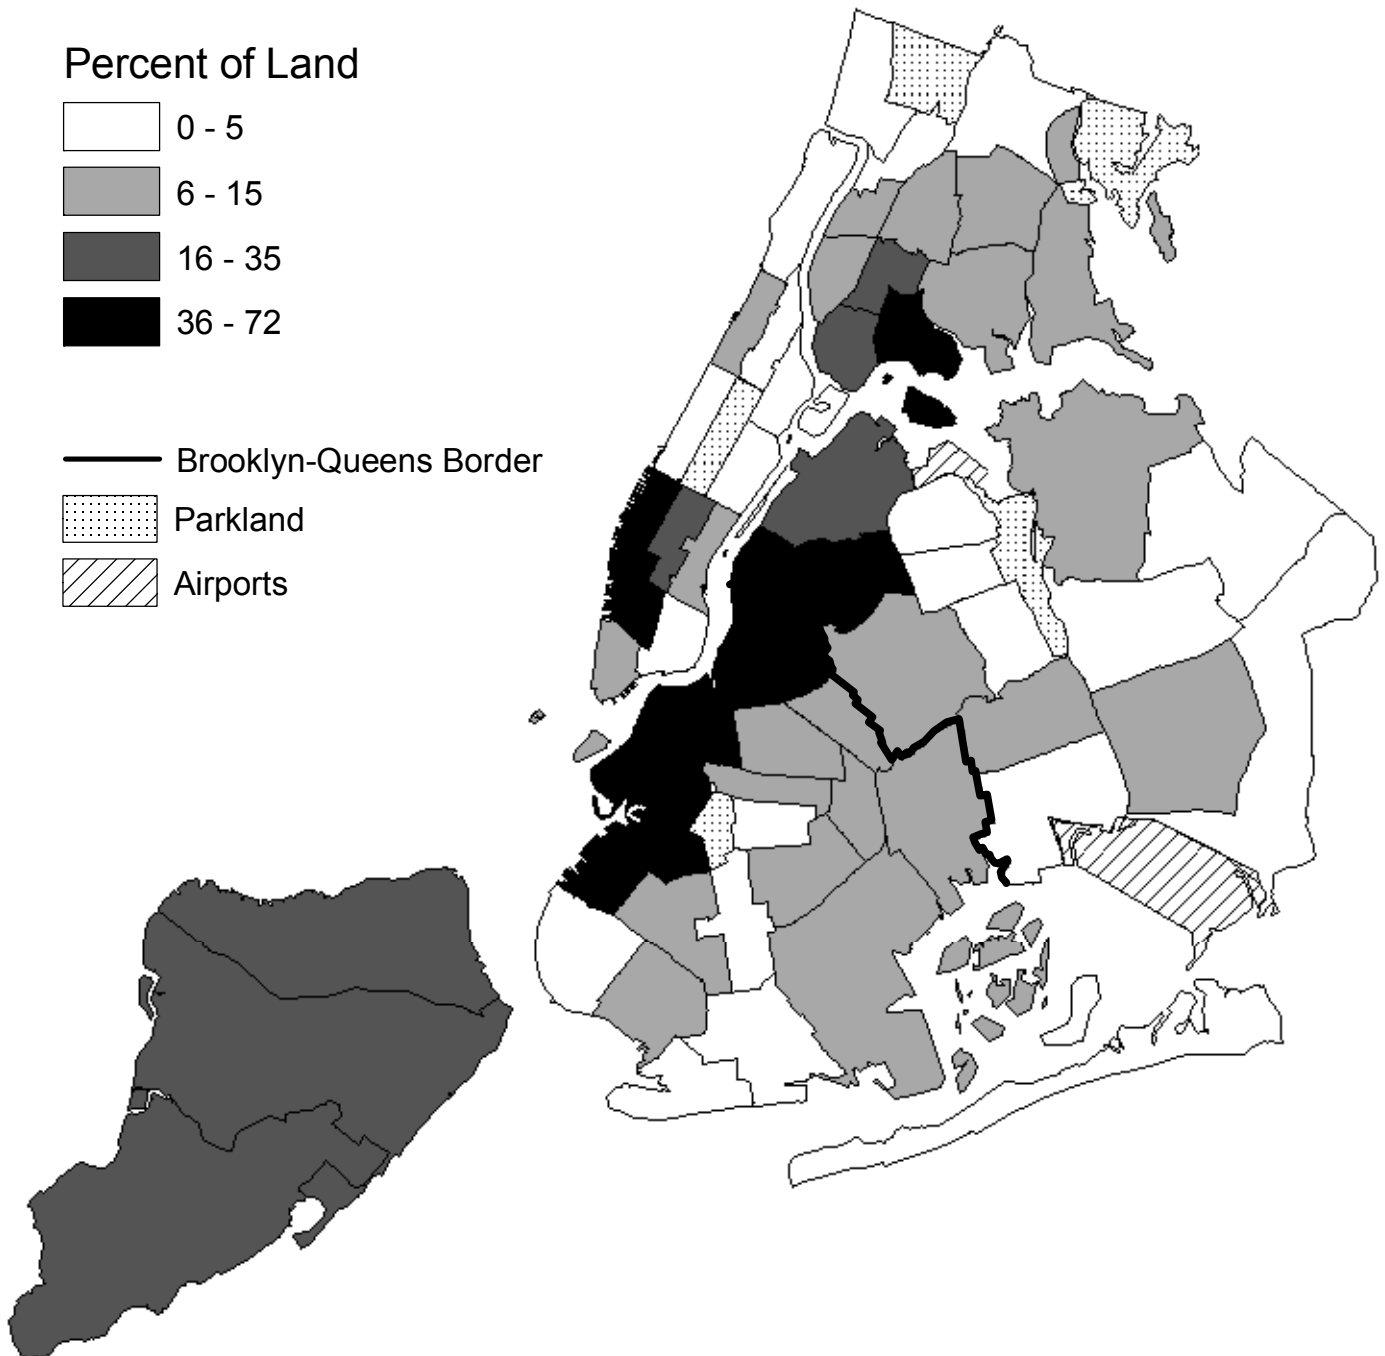 Percent of Land
0 - 5
6 - 15
16 - 35
36 - 72
Brooklyn-Queens Border
Parkland
Airports